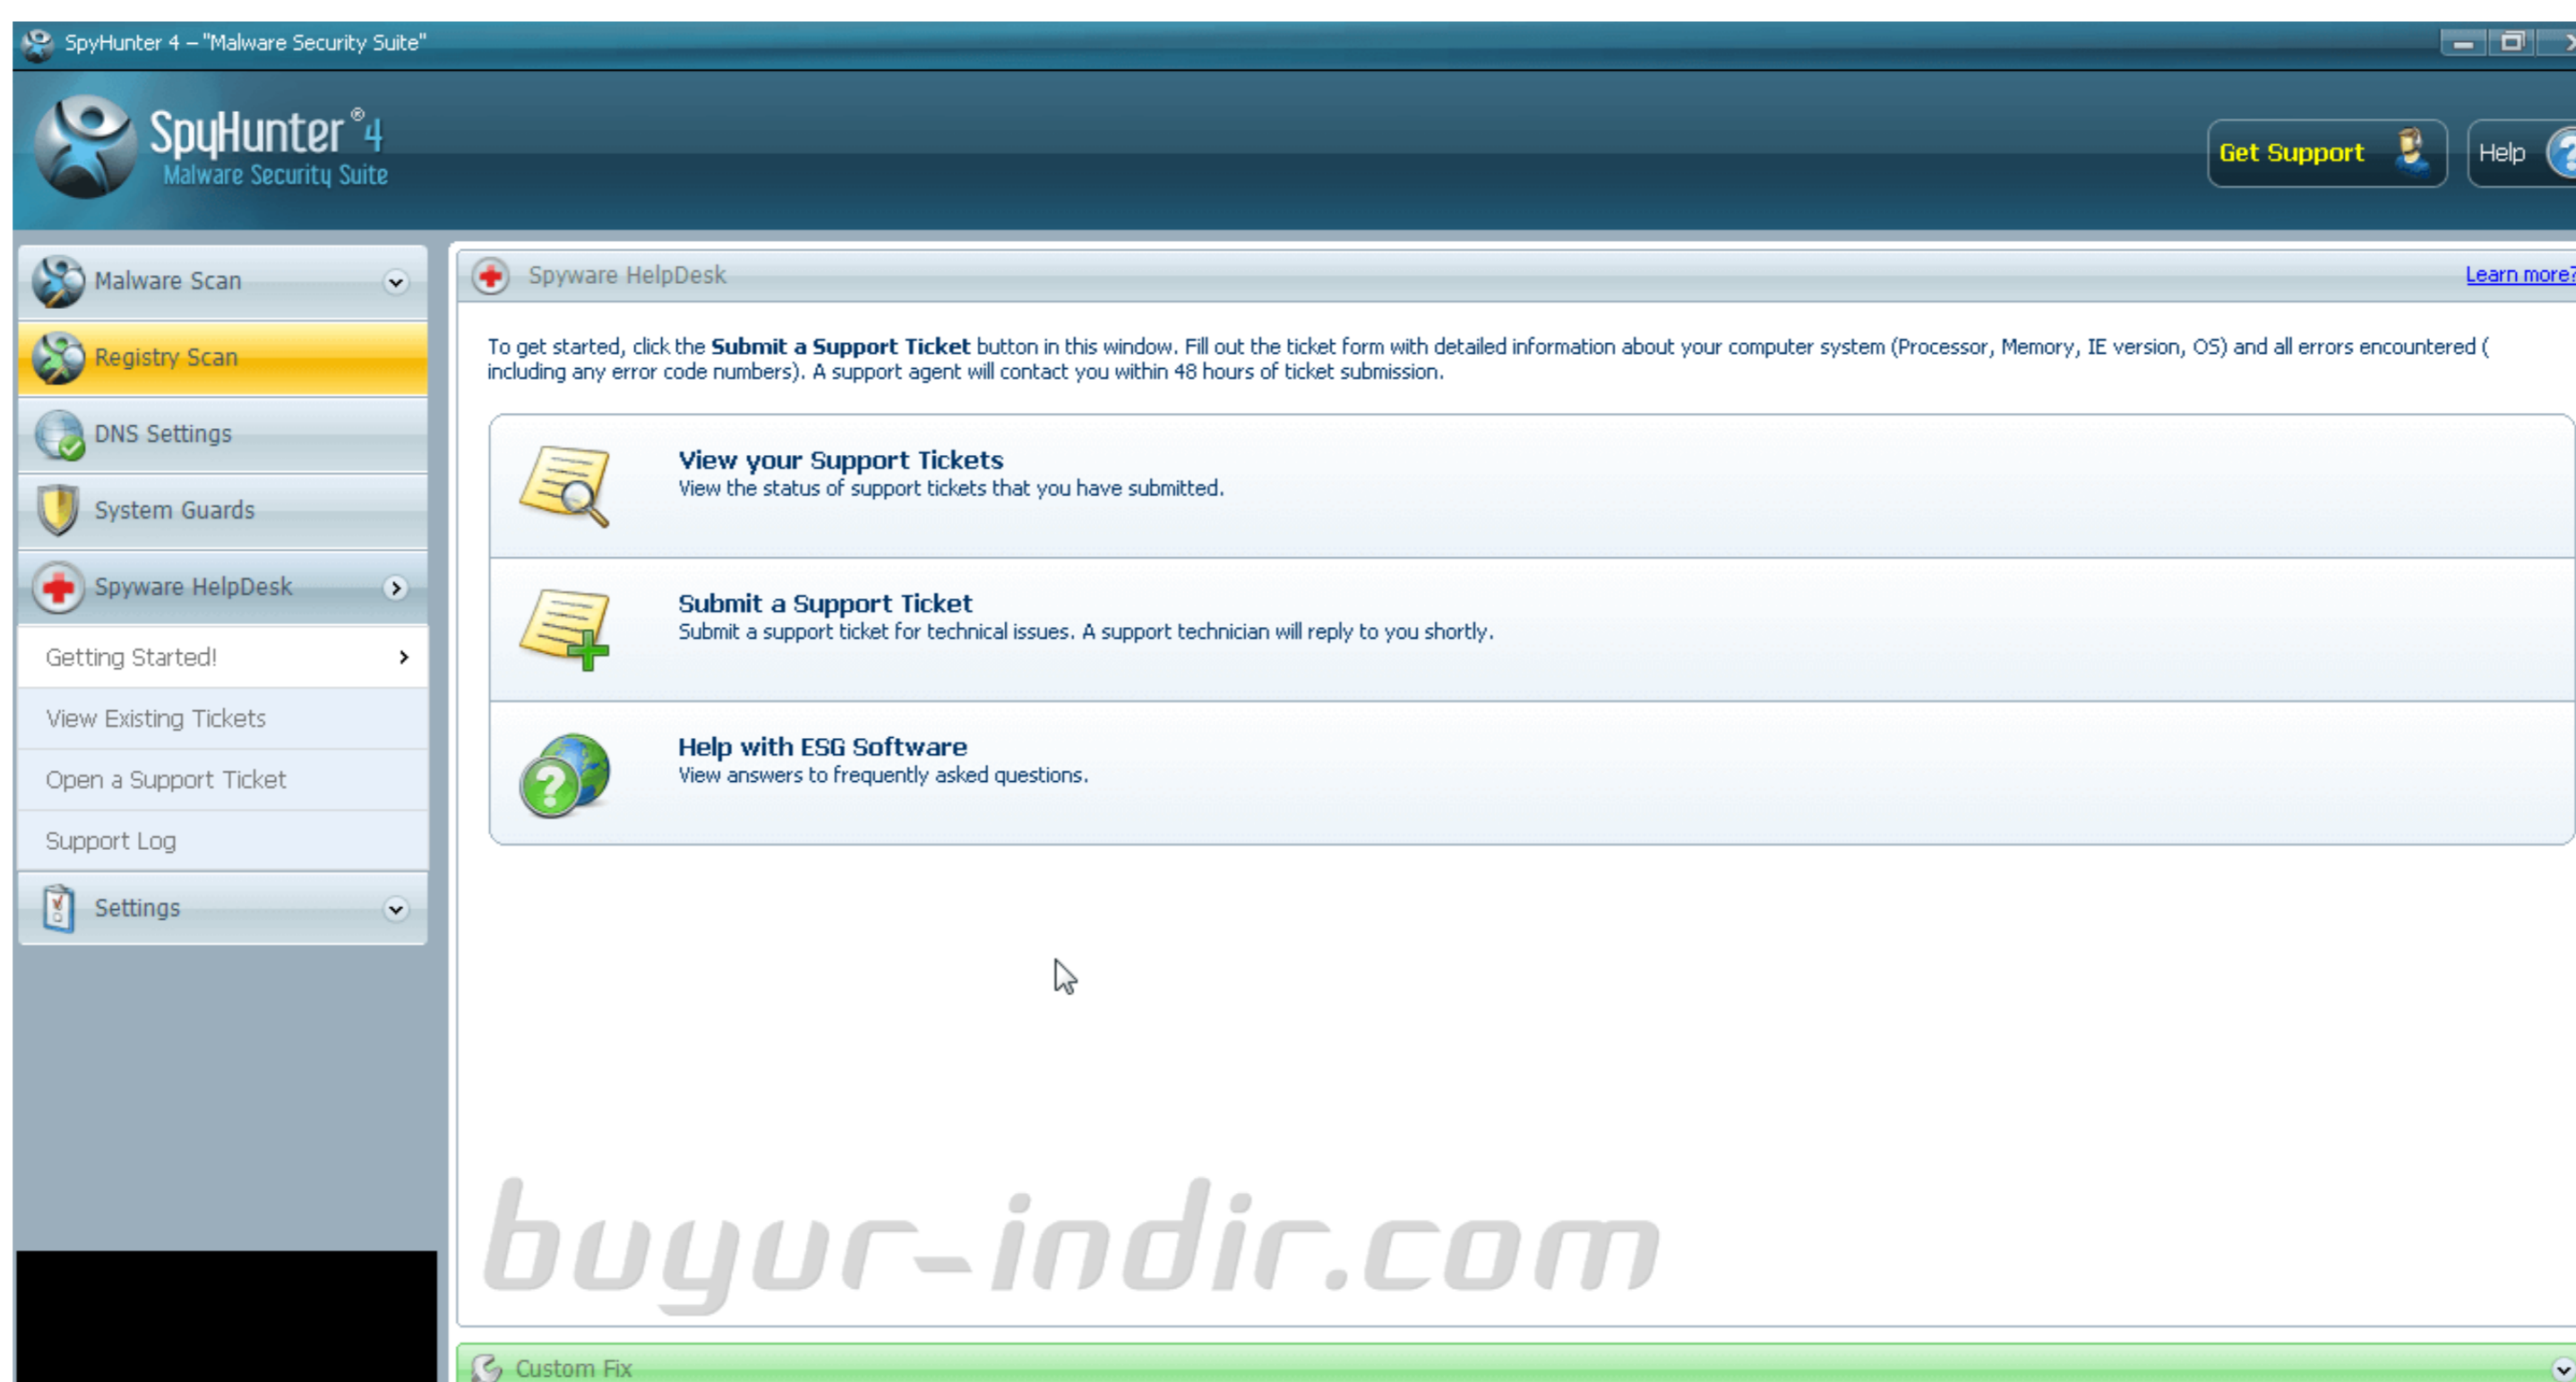 SpyHunter 4 – "Malware Security Suite"
SpyHunter® 4
Malware Security Suite
Get Support
Help
Malware Scan
Registry Scan
DNS Settings
System Guards
Spyware HelpDesk
Getting Started!
View Existing Tickets
Open a Support Ticket
Support Log
Settings
Spyware HelpDesk
Learn more?
To get started, click the Submit a Support Ticket button in this window. Fill out the ticket form with detailed information about your computer system (Processor, Memory, IE version, OS) and all errors encountered (
including any error code numbers). A support agent will contact you within 48 hours of ticket submission.
View your Support Tickets
View the status of support tickets that you have submitted.
Submit a Support Ticket
Submit a support ticket for technical issues. A support technician will reply to you shortly.
Help with ESG Software
View answers to frequently asked questions.
buyur-indir.com
Custom Fix